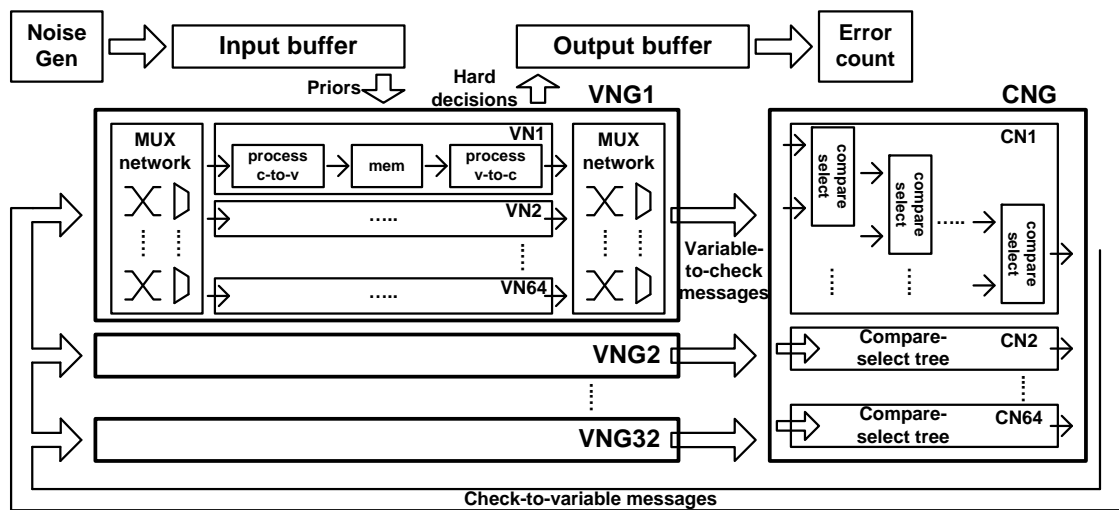 Noise
Gen
Input buffer
Output buffer
Error
count
Priors
Hard
decisions
VNG1
CNG
MUX
network
VN1
process
c-to-v
mem
process
v-to-c
MUX
network
VN2
.....
VN64
.....
Variable-
to-check
messages
CN1
compare
select
compare
select
.....
compare
select
VNG2
Compare-
select tree
CN2
VNG32
Compare-
select tree
CN64
Check-to-variable messages